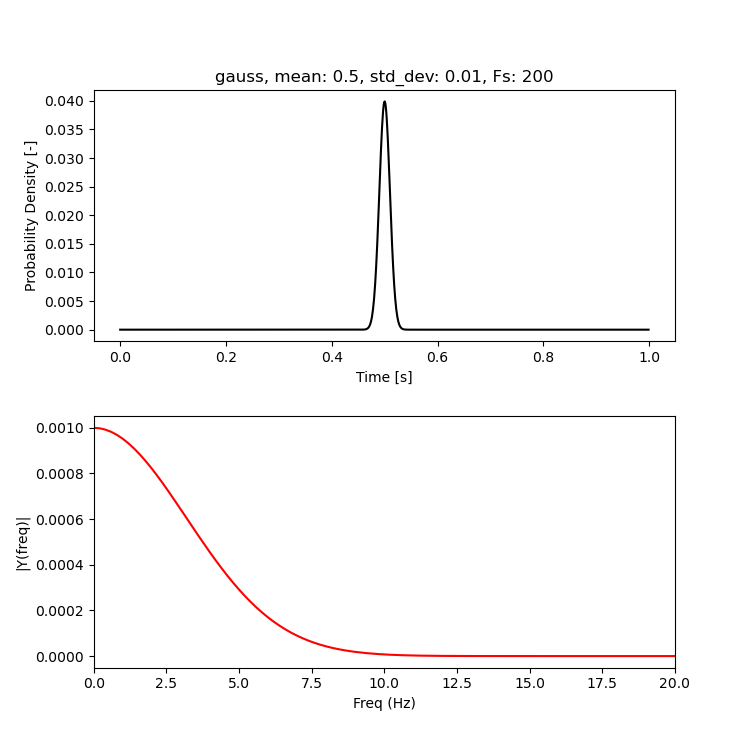 gauss, mean: 0.5, std_dev: 0.01, Fs: 200
Probability Density [-]
0.040
0.035
0.030
0.025
0.020
0.015
0.010
0.005
0.000
0.0 0.2 0.4 0.6 0.8 1.0
Time [s]
|Y(freq)|
0.0010
0.0008
0.0006
0.0004
0.0002
0.0000
0.0 2.5 5.0 7.5 10.0 12.5 15.0 17.5 20.0
Freq (Hz)